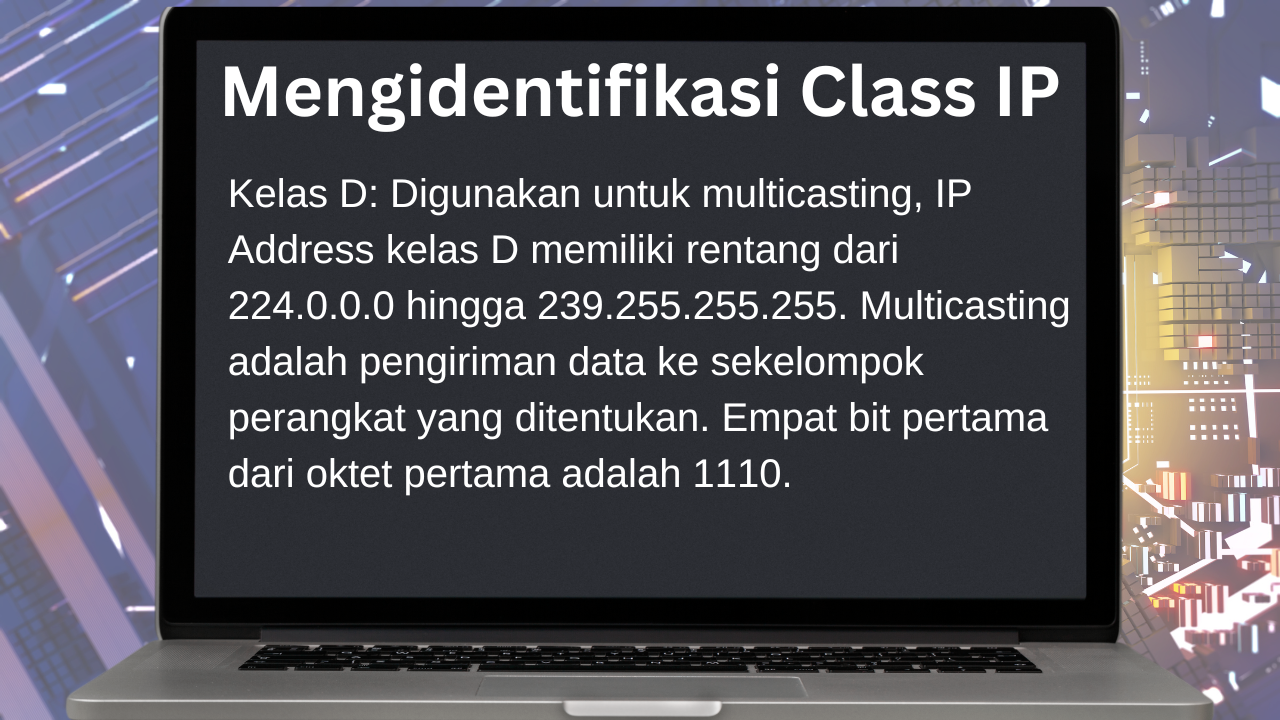 Mengidentifikasi Class IP
Kelas D: Digunakan untuk multicasting, IP
Address kelas D memiliki rentang dari
224.0.0.0 hingga 239.255.255.255. Multicasting
adalah pengiriman data ke sekelompok
perangkat yang ditentukan. Empat bit pertama
dari oktet pertama adalah 1110.